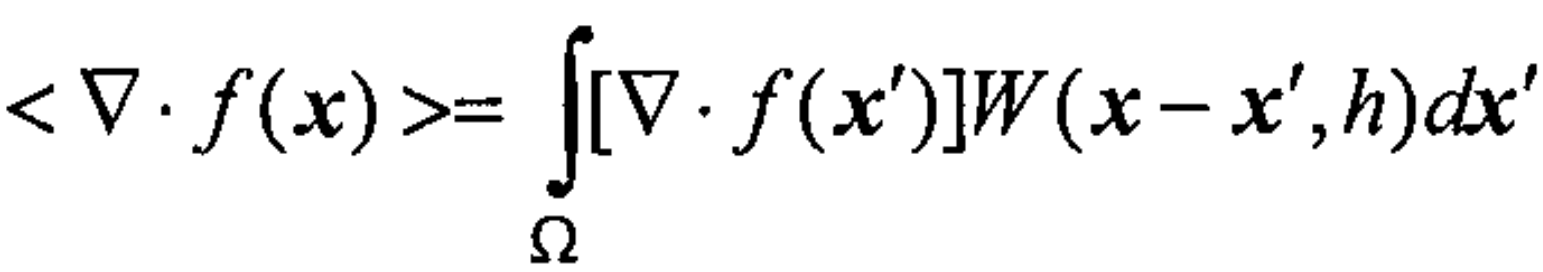 < ∇ · f(x) >= ∫[∇ · f(x′)]W(x − x′, h)dx′
Ω